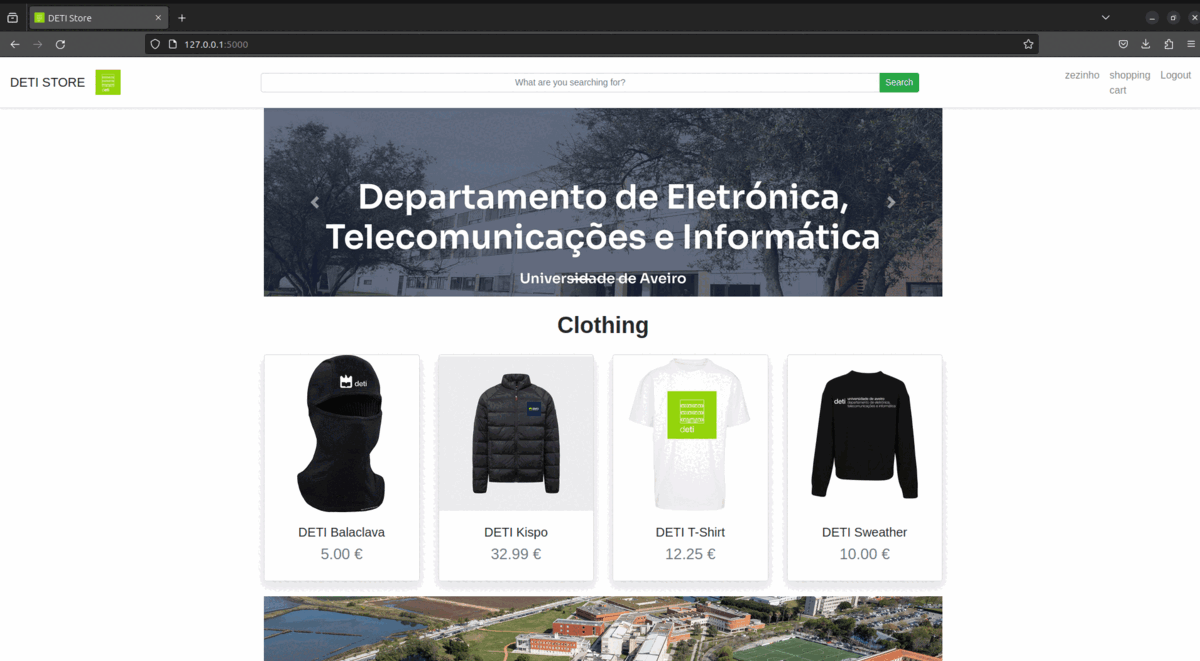 DETI Store
127.0.0.1:5000
DETI STORE
What are you searching for?
Search
zezinho
shopping cart
Logout
Departamento de Eletrónica,
Telecomunicações e Informática
Universidade de Aveiro
Clothing
deti
deti
deti
deti universidade de aveiro
departamento de eletrónica,
telecomunicações e informática
DETI Balaclava
DETI Kispo
DETI T-Shirt
DETI Sweather
5.00 €
32.99 €
12.25 €
10.00 €